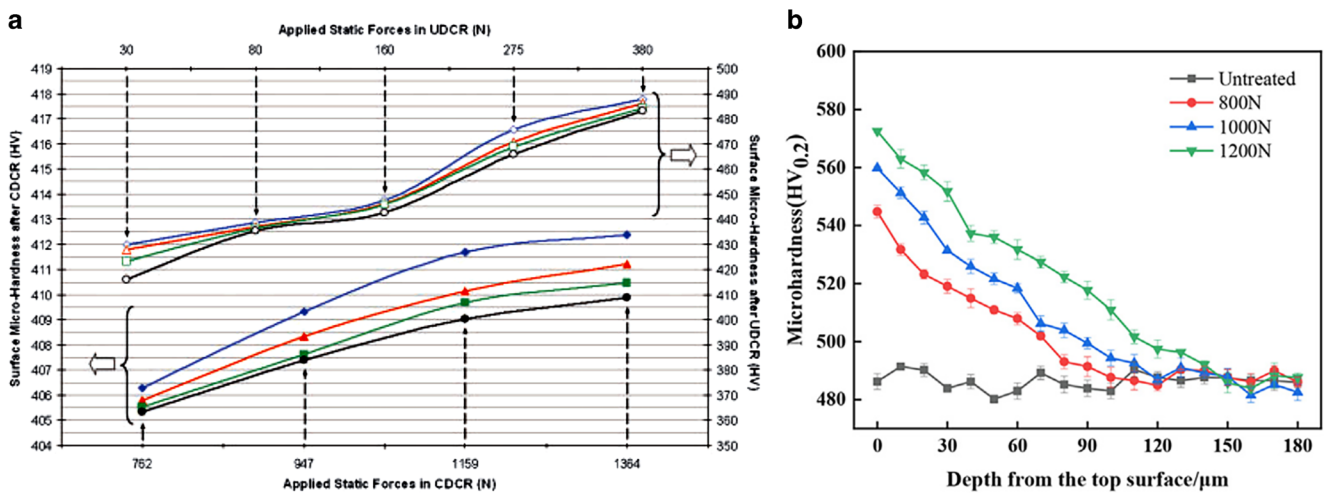 a
Applied Static Forces in UDCR (N)
30 80 160 275 380
Surface Micro-Hardness after CDCR (HV)
419
418
417
416
415
414
413
412
411
410
409
408
407
406
405
404
500
490
480
470
460
450
440
430
420
410
400
390
380
370
360
350
Surface Micro-Hardness after UDCR (HV)
762 947 1159 1364
Applied Static Forces in CDCR (N)
b
Microhardness(HV0.2)
600
580
560
540
520
500
480
Untreated
800N
1000N
1200N
0 30 60 90 120 150 180
Depth from the top surface/μm